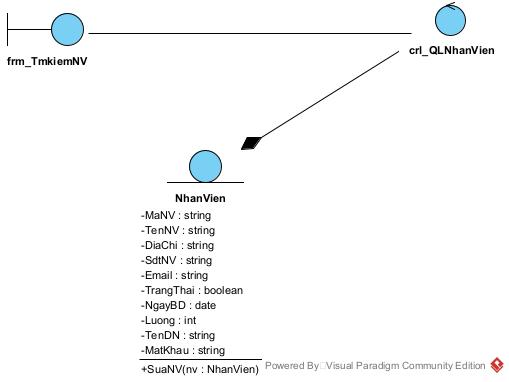 frm_TmkiemNV
crl_QLNhanVien
NhanVien
-MaNV : string
-TenNV : string
-DiaChi : string
-SdtNV : string
-Email : string
-TrangThai : boolean
-NgayBD : date
-Luong : int
-TenDN : string
-MatKhau : string
+SuaNV(nv : NhanVien)
Powered By Visual Paradigm Community Edition